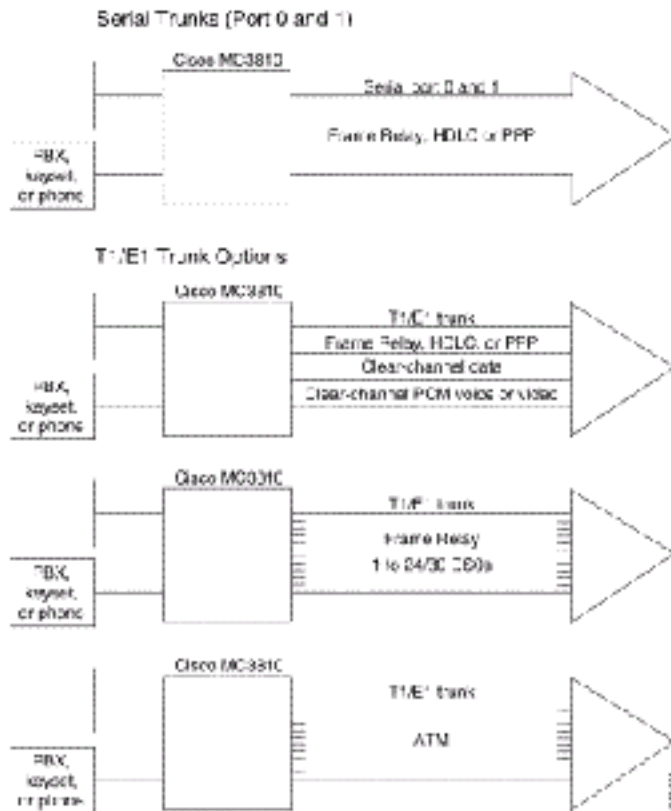 Serial Trunks (Port 0 and 1)
Cisco MC3810
Serial port 0 and 1
Frame Relay, HDLC or PPP
PBX,
keyset,
or phone
T1/E1 Trunk Options
Cisco MC3810
T1/E1 trunk
Frame Relay, HDLC, or PPP
Clear-channel data
Clear-channel PCM voice or video
PBX,
keyset,
or phone
Cisco MC3810
T1/E1 trunk
Frame Relay
1 to 24/30 DS0s
PBX,
keyset,
or phone
Cisco MC3810
T1/E1 trunk
ATM
PBX,
keyset,
or phone